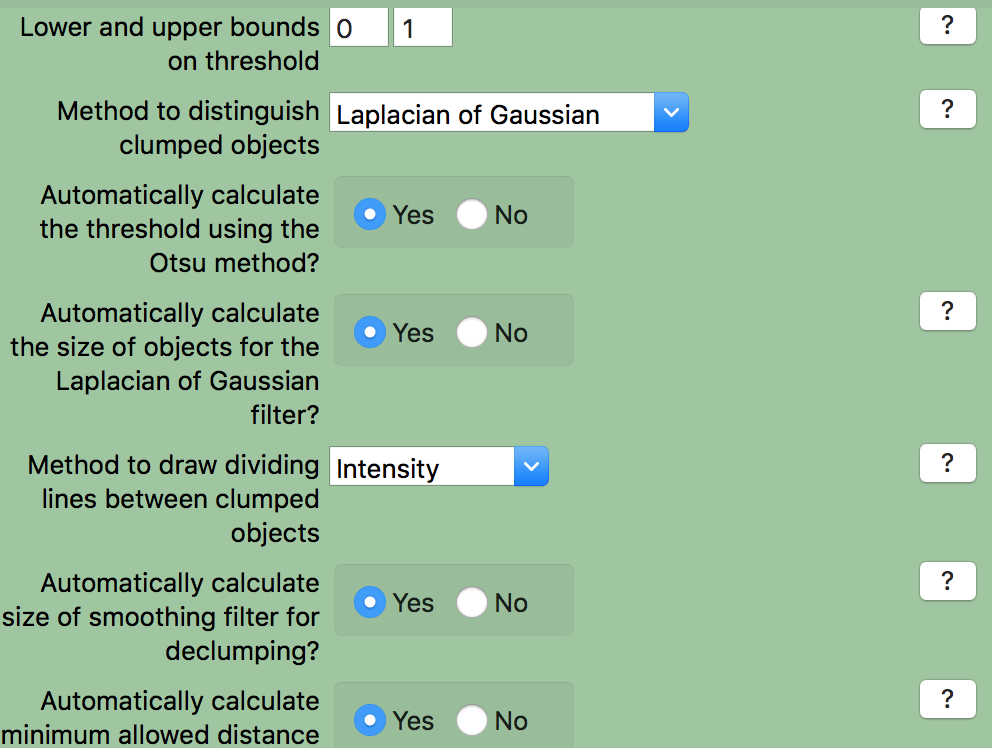 Lower and upper bounds 0 1 ?
on threshold
Method to distinguish Laplacian of Gaussian ?
clumped objects
Automatically calculate
the threshold using the Yes No
Otsu method?
Automatically calculate ?
the size of objects for the Yes No
Laplacian of Gaussian
filter?
Method to draw dividing Intensity ?
lines between clumped
objects
Automatically calculate ?
size of smoothing filter for Yes No
declumping?
Automatically calculate ?
minimum allowed distance Yes No